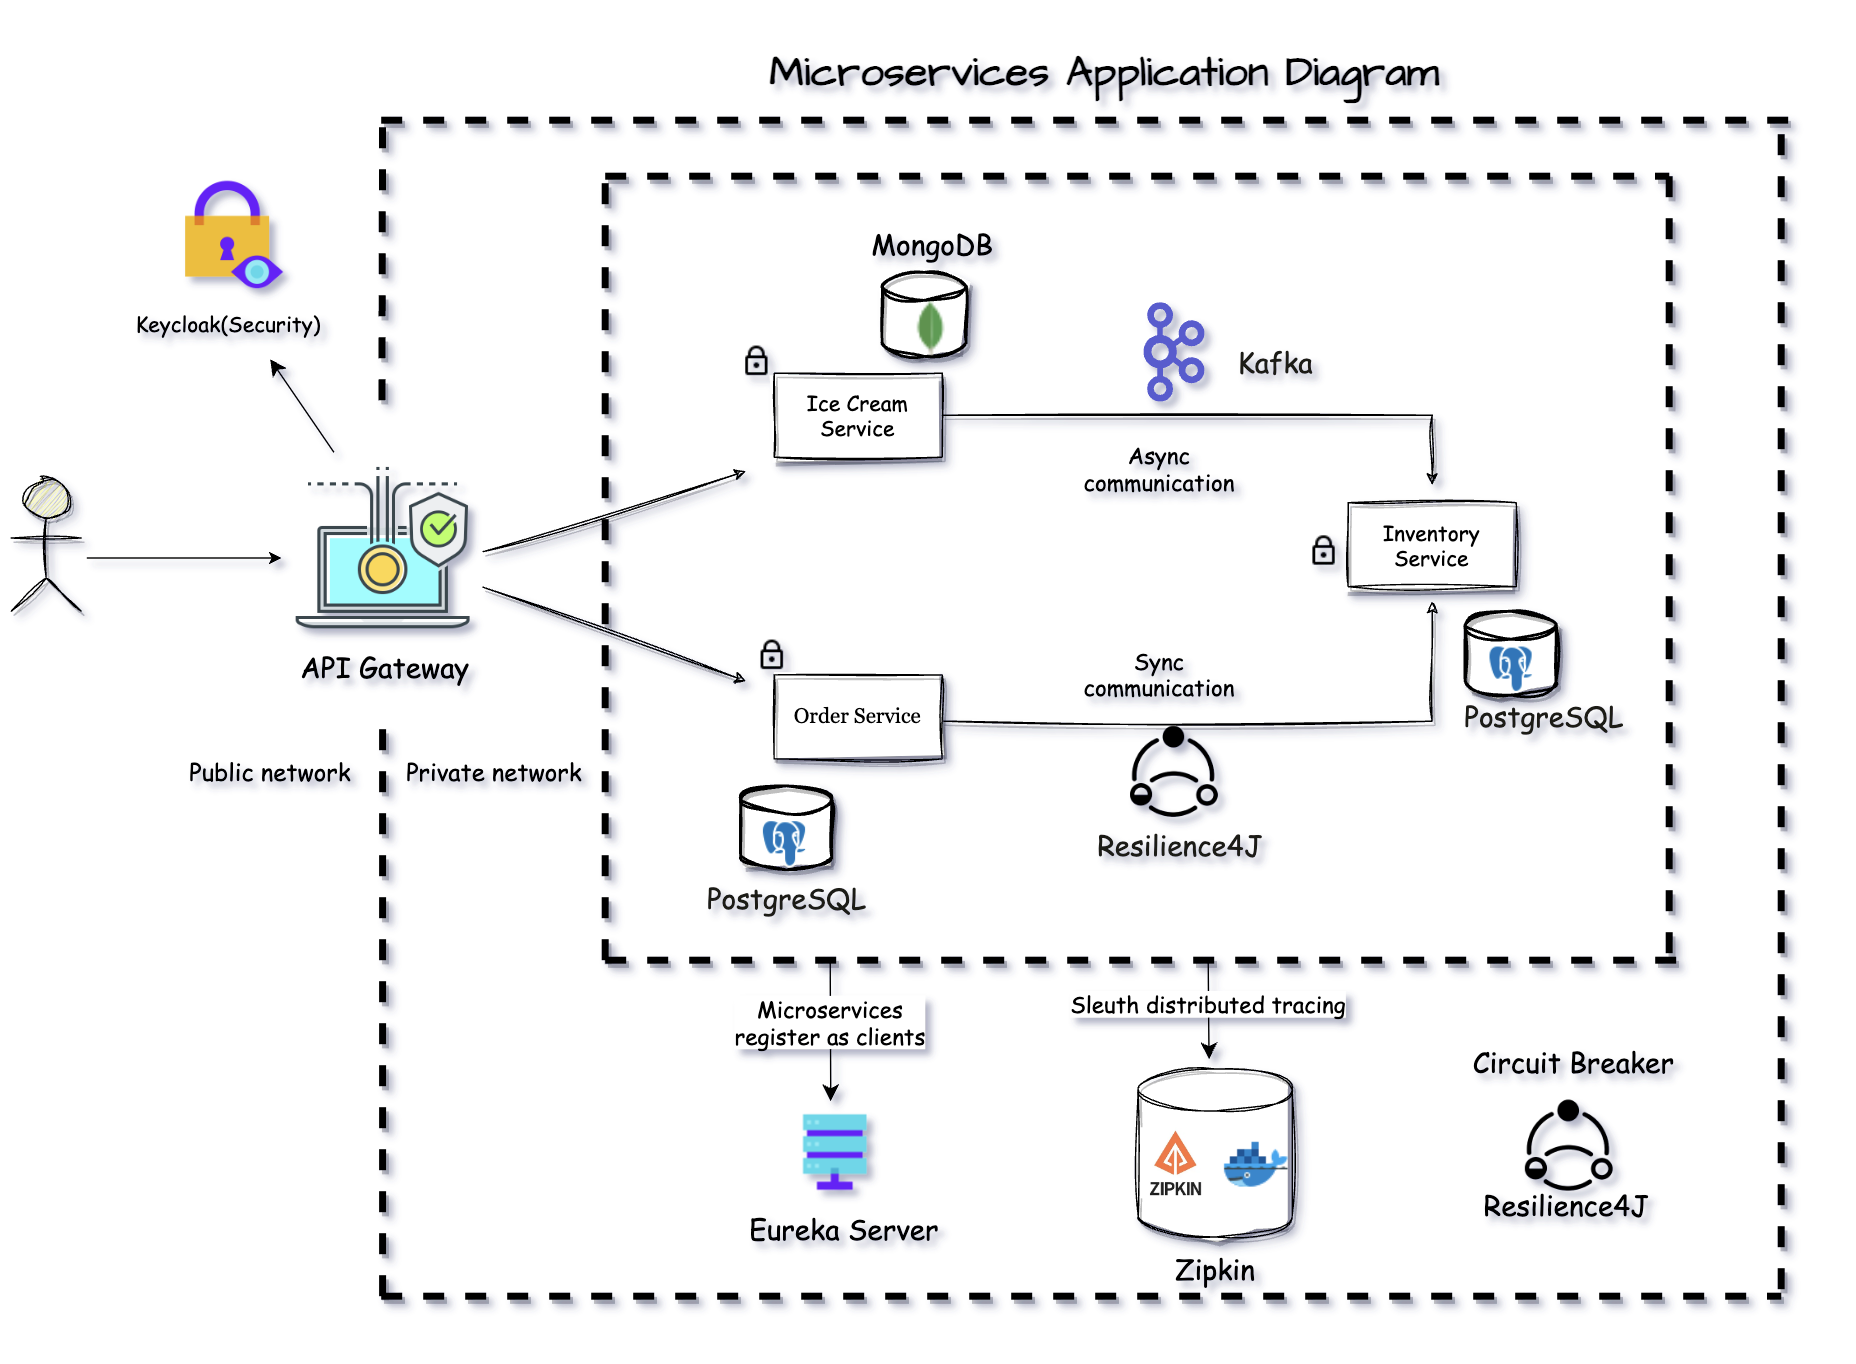 Microservices Application Diagram
Keycloak(Security)
MongoDB
Kafka
Ice Cream
Service
Async
communication
Inventory
Service
API Gateway
Sync
communication
Order Service
PostgreSQL
Public network
Private network
Resilience4J
PostgreSQL
Microservices
register as clients
Sleuth distributed tracing
Circuit Breaker
ZIPKIN
Resilience4J
Eureka Server
Zipkin